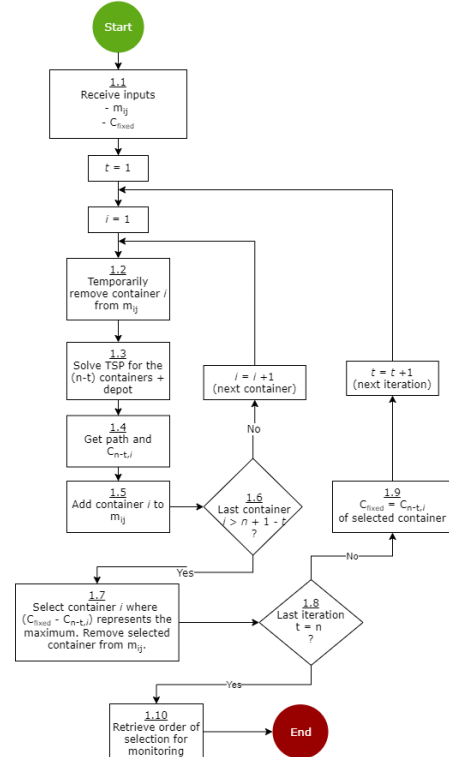 Start
1.1
Receive inputs
- mij
- Cfixed
t = 1
i = 1
1.2
Temporarily
remove container i
from mij
1.3
Solve TSP for the
(n-t) containers +
depot
i = i +1
(next container)
t = t +1
(next iteration)
1.4
Get path and
Cn-t,i
No
1.5
Add container i to
mij
1.6
Last container
i > n + 1 - t
?
1.9
Cfixed = Cn-t,i
of selected container
Yes
No
1.7
Select container i where
(Cfixed - Cn-t,i) represents the
maximum. Remove selected
container from mij.
1.8
Last iteration
t = n
?
Yes
1.10
Retrieve order of
selection for
monitoring
End